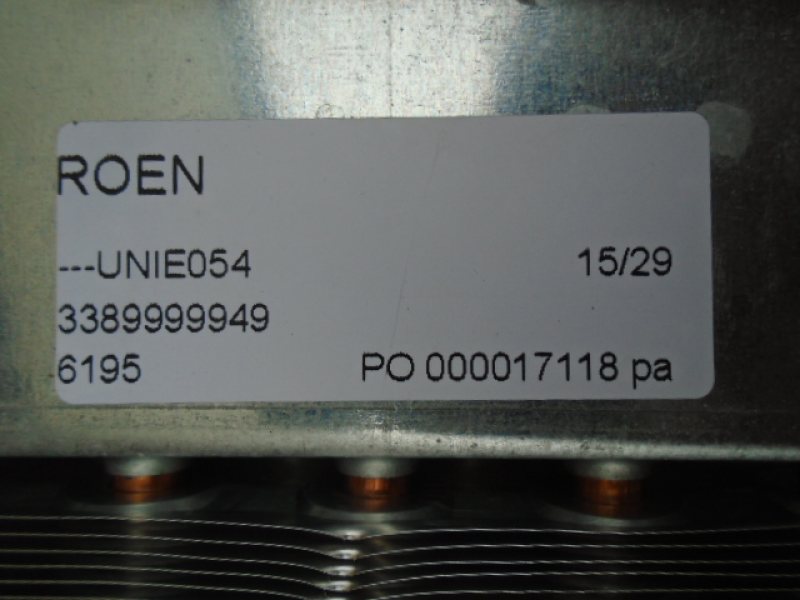 ROEN
---UNIE054 15/29
3389999949
6195 PO 000017118 pa